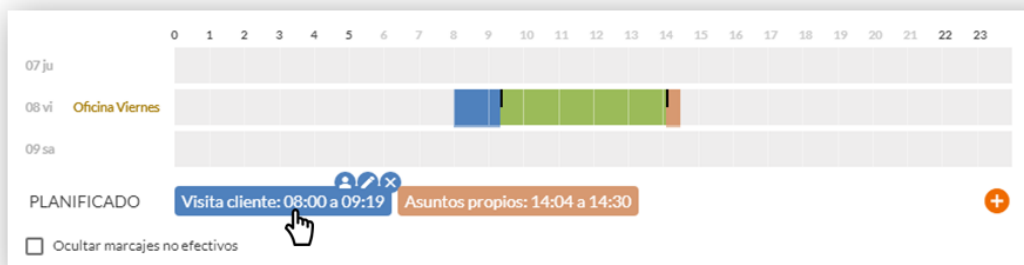 0 1 2 3 4 5 6 7 8 9 10 11 12 13 14 15 16 17 18 19 20 21 22 23
07 ju
08 vi Oficina Viernes
09 sa
PLANIFICADO Visita cliente: 08:00 a 09:19 Asuntos propios: 14:04 a 14:30
Ocultar marcajes no efectivos